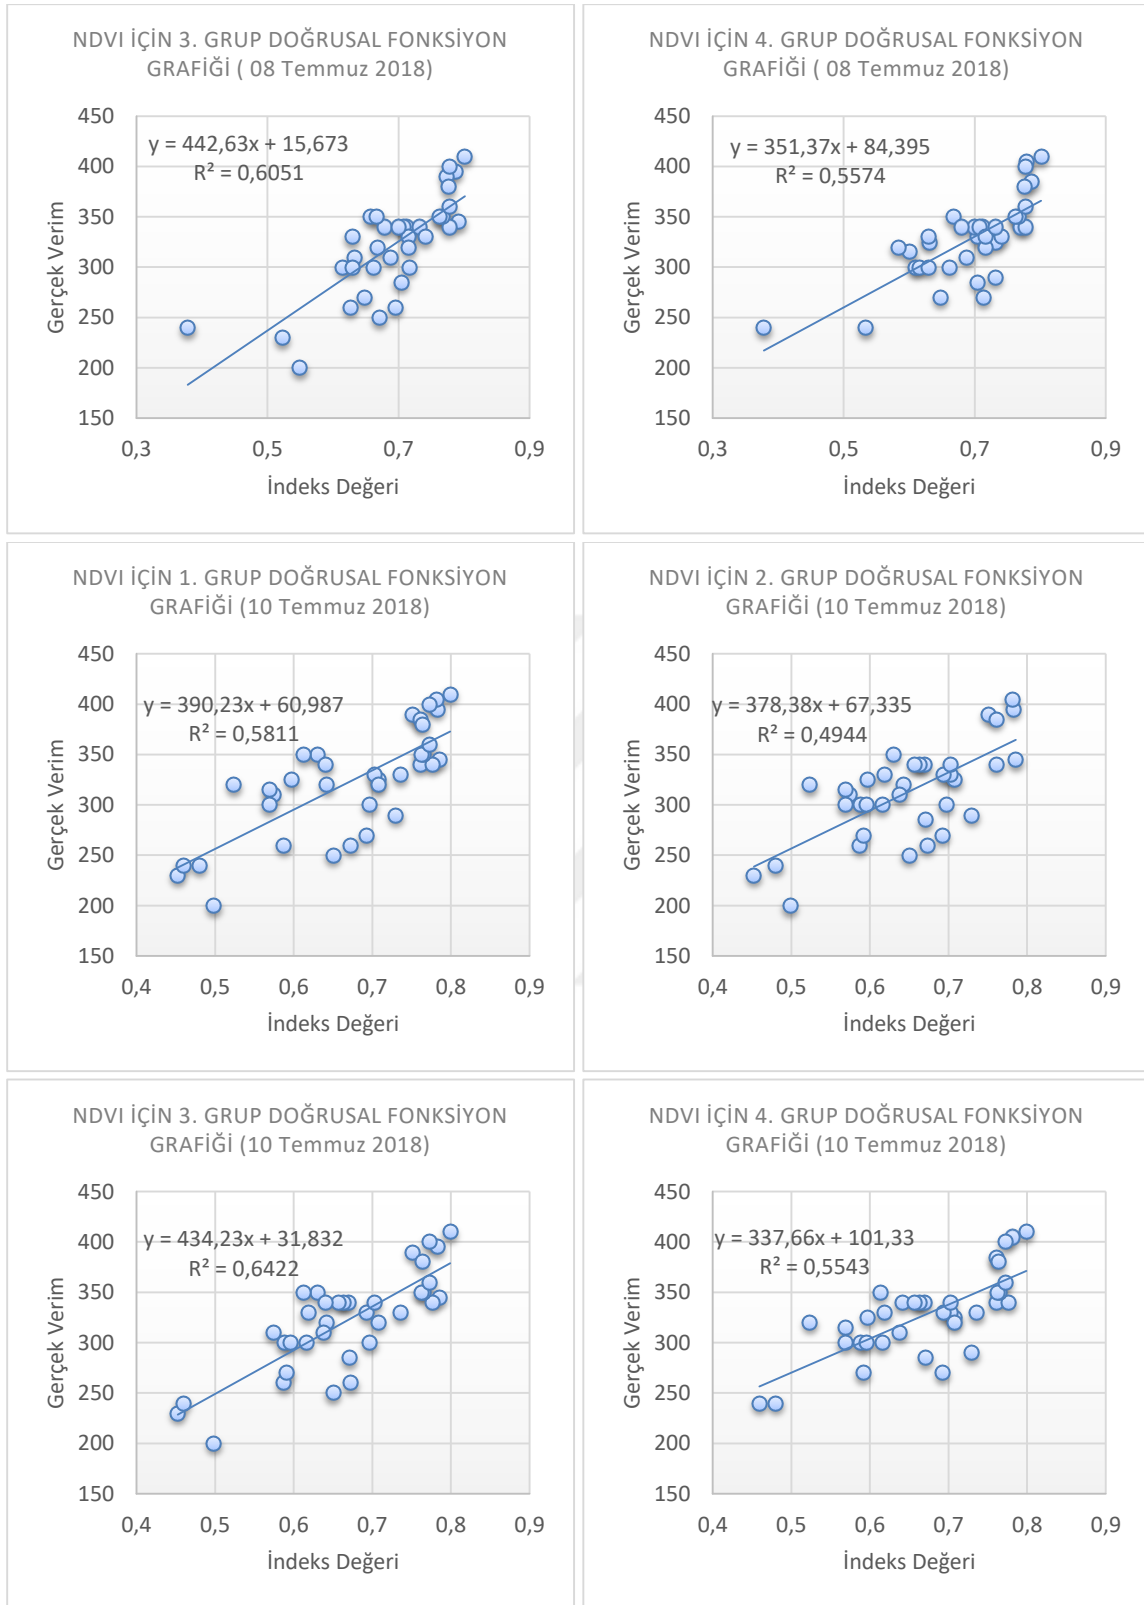 NDVI İÇİN 3. GRUP DOĞRUSAL FONKSİYON
GRAFİĞİ ( 08 Temmuz 2018)
450
400
350
300
250
200
150
y = 442,63x + 15,673
R² = 0,6051
Gerçek Verim
0,3 0,5 0,7 0,9
İndeks Değeri
NDVI İÇİN 4. GRUP DOĞRUSAL FONKSİYON
GRAFİĞİ ( 08 Temmuz 2018)
450
400
350
300
250
200
150
y = 351,37x + 84,395
R² = 0,5574
Gerçek Verim
0,3 0,5 0,7 0,9
İndeks Değeri
NDVI İÇİN 1. GRUP DOĞRUSAL FONKSİYON
GRAFİĞİ (10 Temmuz 2018)
450
400
350
300
250
200
150
y = 390,23x + 60,987
R² = 0,5811
Gerçek Verim
0,4 0,5 0,6 0,7 0,8 0,9
İndeks Değeri
NDVI İÇİN 2. GRUP DOĞRUSAL FONKSİYON
GRAFİĞİ (10 Temmuz 2018)
450
400
350
300
250
200
150
y = 378,38x + 67,335
R² = 0,4944
Gerçek Verim
0,4 0,5 0,6 0,7 0,8 0,9
İndeks Değeri
NDVI İÇİN 3. GRUP DOĞRUSAL FONKSİYON
GRAFİĞİ (10 Temmuz 2018)
450
400
350
300
250
200
150
y = 434,23x + 31,832
R² = 0,6422
Gerçek Verim
0,4 0,5 0,6 0,7 0,8 0,9
İndeks Değeri
NDVI İÇİN 4. GRUP DOĞRUSAL FONKSİYON
GRAFİĞİ (10 Temmuz 2018)
450
400
350
300
250
200
150
y = 337,66x + 101,33
R² = 0,5543
Gerçek Verim
0,4 0,5 0,6 0,7 0,8 0,9
İndeks Değeri